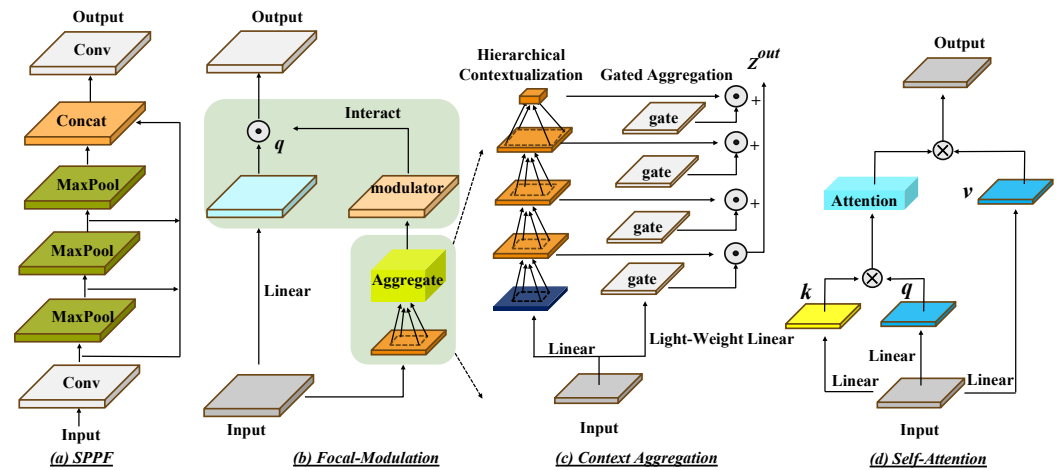 Output
Conv
Concat
MaxPool
MaxPool
MaxPool
Conv
Input
(a) SPPF
Output
Interact
q
modulator
Aggregate
Linear
Input
(b) Focal-Modulation
Hierarchical
Contextualization
Gated Aggregation
Z^out
gate
+
gate
+
gate
+
gate
Linear
Light-Weight Linear
Input
(c) Context Aggregation
Output
Attention
v
k
q
Linear
Linear
Linear
Input
(d) Self-Attention